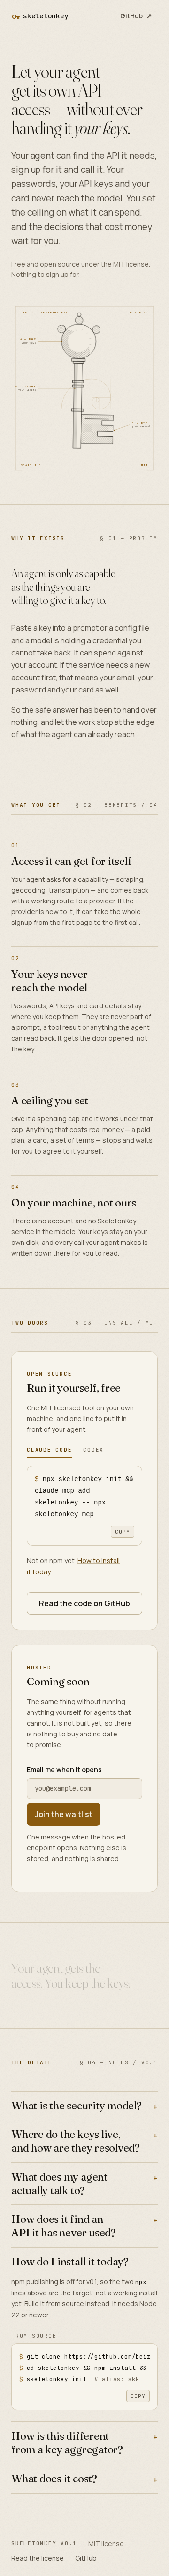 skeletonkey
GitHub ↗
Let your agent
get its own API
access — without ever
handing it your keys.
Your agent can find the API it needs,
sign up for it and call it. Your
passwords, your API keys and your
card never reach the model. You set
the ceiling on what it can spend,
and the decisions that cost money
wait for you.
Free and open source under the MIT license.
Nothing to sign up for.
WHY IT EXISTS
§ 01 — PROBLEM
An agent is only as capable
as the things you are
willing to give it a key to.
Paste a key into a prompt or a config file
and a model is holding a credential you
cannot take back. It can spend against
your account. If the service needs a new
account first, that means your email, your
password and your card as well.
So the safe answer has been to hand over
nothing, and let the work stop at the edge
of what the agent can already reach.
WHAT YOU GET
§ 02 — BENEFITS / 04
01
Access it can get for itself
Your agent asks for a capability — scraping,
geocoding, transcription — and comes back
with a working route to a provider. If the
provider is new to it, it can take the whole
signup from the first page to the first call.
02
Your keys never
reach the model
Passwords, API keys and card details stay
where you keep them. They are never part of
a prompt, a tool result or anything the agent
can read back. It gets the door opened, not
the key.
03
A ceiling you set
Give it a spending cap and it works under that
cap. Anything that costs real money — a paid
plan, a card, a set of terms — stops and waits
for you to agree to it yourself.
04
On your machine, not ours
There is no account and no SkeletonKey
service in the middle. Your keys stay on your
own disk, and every call your agent makes is
written down there for you to read.
TWO DOORS
§ 03 — INSTALL / MIT
OPEN SOURCE
Run it yourself, free
One MIT licensed tool on your own
machine, and one line to put it in
front of your agent.
CLAUDE CODE
CODEX
$ npx skeletonkey init &&
claude mcp add
skeletonkey -- npx
skeletonkey mcp
COPY
Not on npm yet. How to install
it today.
Read the code on GitHub
HOSTED
Coming soon
The same thing without running
anything yourself, for agents that
cannot. It is not built yet, so there
is nothing to buy and no date
to promise.
Email me when it opens
you@example.com
Join the waitlist
One message when the hosted
endpoint opens. Nothing else is
stored, and nothing is shared.
Your agent gets the
access. You keep the keys.
THE DETAIL
§ 04 — NOTES / V0.1
What is the security model? +
Where do the keys live,
and how are they resolved? +
What does my agent
actually talk to? +
How does it find an
API it has never used? +
How do I install it today? –
npm publishing is off for v0.1, so the two npx
lines above are the target, not a working install
yet. Build it from source instead. It needs Node
22 or newer.
FROM SOURCE
$ git clone https://github.com/beiz
$ cd skeletonkey && npm install &&
$ skeletonkey init # alias: skk
COPY
How is this different
from a key aggregator? +
What does it cost? +
SKELETONKEY V0.1
MIT license
Read the license
GitHub